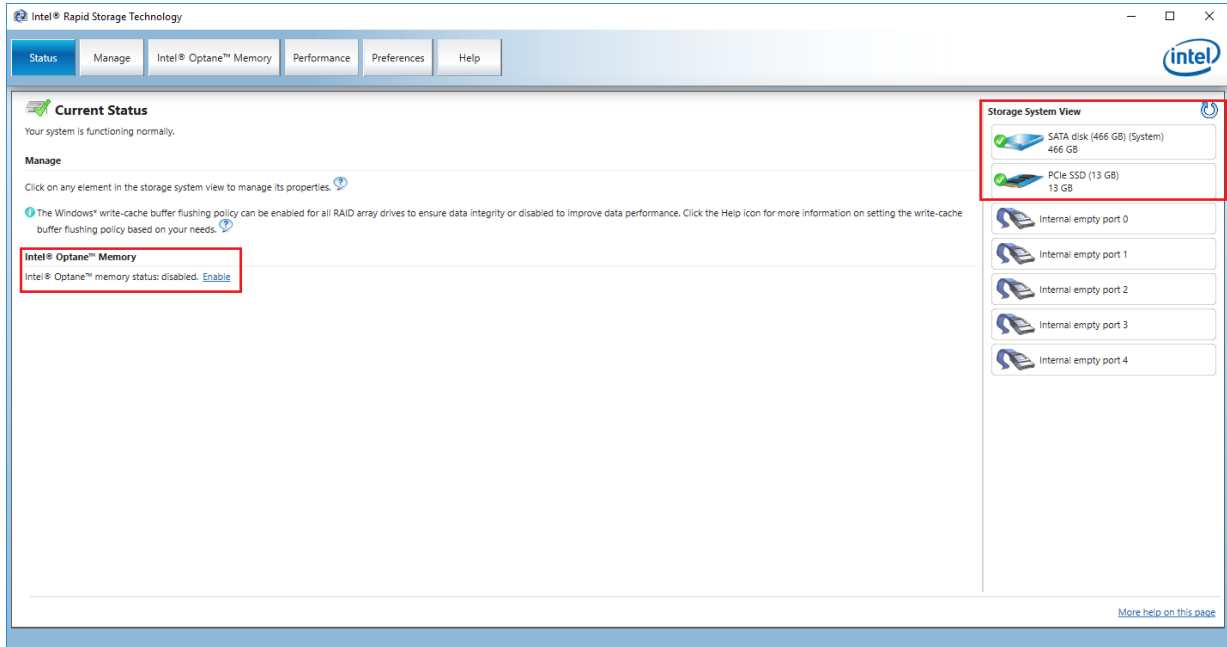 Intel® Rapid Storage Technology
Status
Manage
Intel® Optane™ Memory
Performance
Preferences
Help
intel
Current Status
Your system is functioning normally.
Manage
Click on any element in the storage system view to manage its properties.
The Windows* write-cache buffer flushing policy can be enabled for all RAID array drives to ensure data integrity or disabled to improve data performance. Click the Help icon for more information on setting the write-cache
buffer flushing policy based on your needs.
Intel® Optane™ Memory
Intel® Optane™ memory status: disabled. Enable
Storage System View
SATA disk (466 GB) (System)
466 GB
PCIe SSD (13 GB)
13 GB
Internal empty port 0
Internal empty port 1
Internal empty port 2
Internal empty port 3
Internal empty port 4
More help on this page